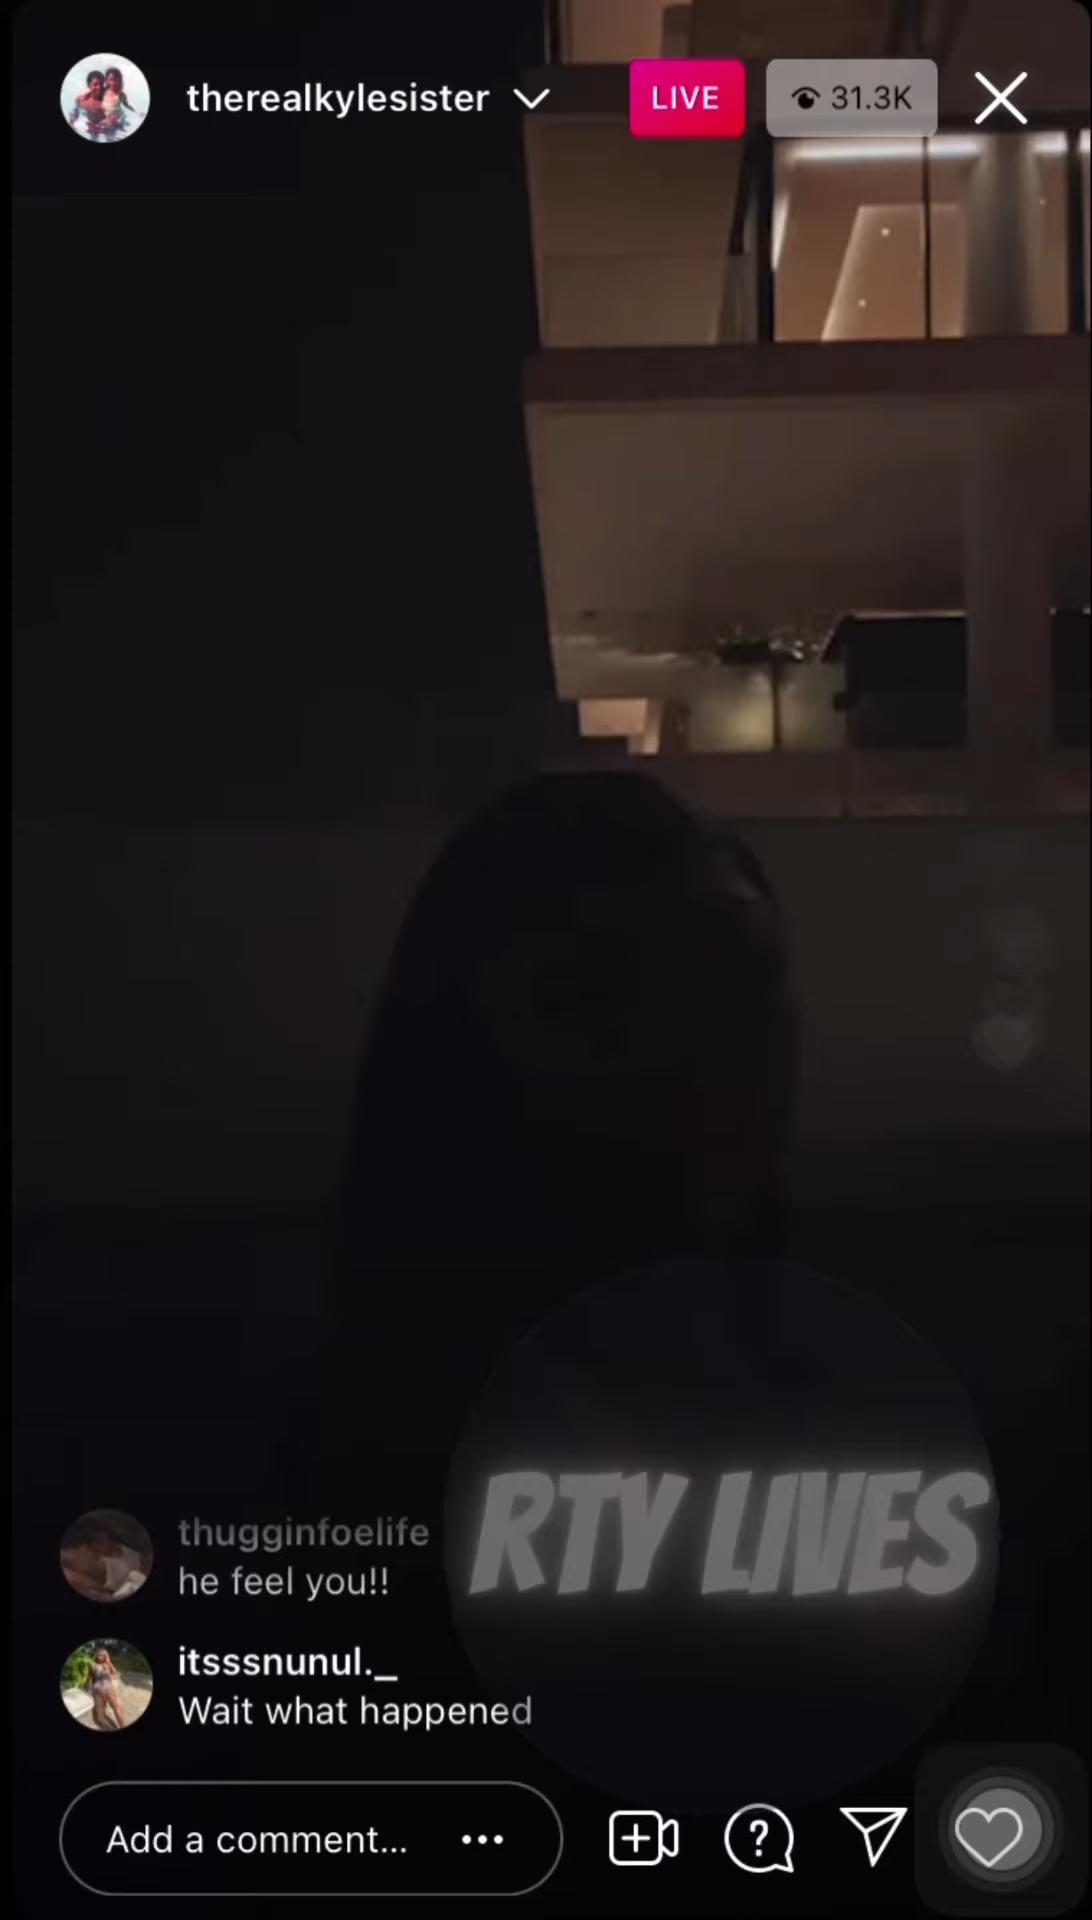 therealkylesister
LIVE
31.3K
RTY LIVES
thugginfoelife
he feel you!!
itsssnunul._
Wait what happened
Add a comment...